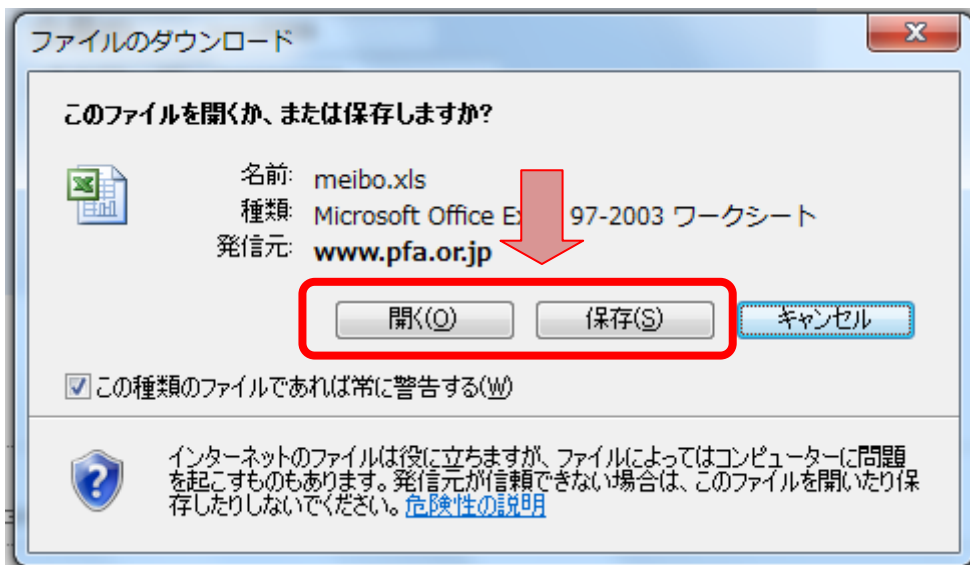 ファイルのダウンロード
このファイルを開くか、または保存しますか?
名前: meibo.xls
種類: Microsoft Office 97-2003 ワークシート
発信元: www.pfa.or.jp
開く(O) 保存(S) キャンセル
この種類のファイルであれば常に警告する(W)
インターネットのファイルは役に立ちますが、ファイルによってはコンピューターに問題
を起こすものもあります。発信元が信頼できない場合は、このファイルを開いたり保
存したりしないでください。危険性の説明